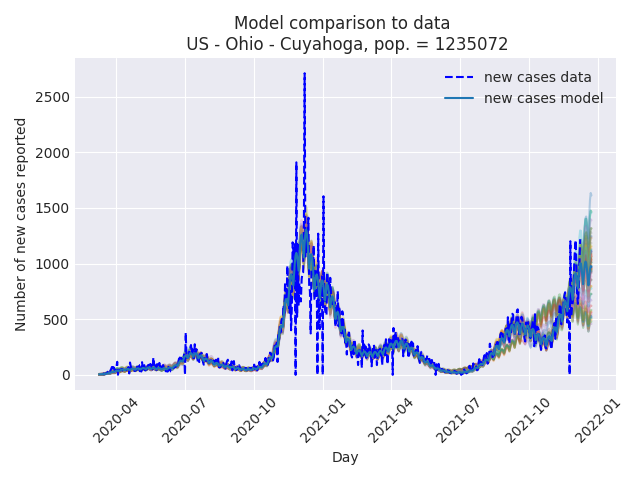 Model comparison to data
US - Ohio - Cuyahoga, pop. = 1235072
new cases data
new cases model
Number of new cases reported
2500
2000
1500
1000
500
0
2020-04
2020-07
2020-10
2021-01
2021-04
2021-07
2021-10
2022-01
Day